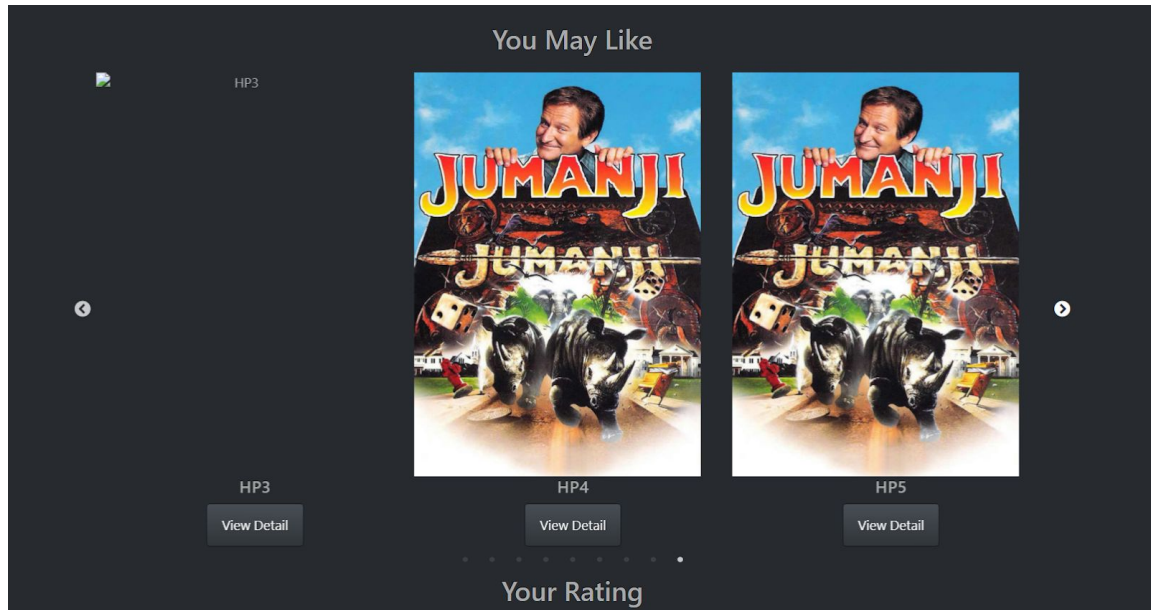 You May Like
HP3
JUMANJI
JUMANJI
JUMANJI
JUMANJI
HP3
HP4
HP5
View Detail
View Detail
View Detail
Your Rating